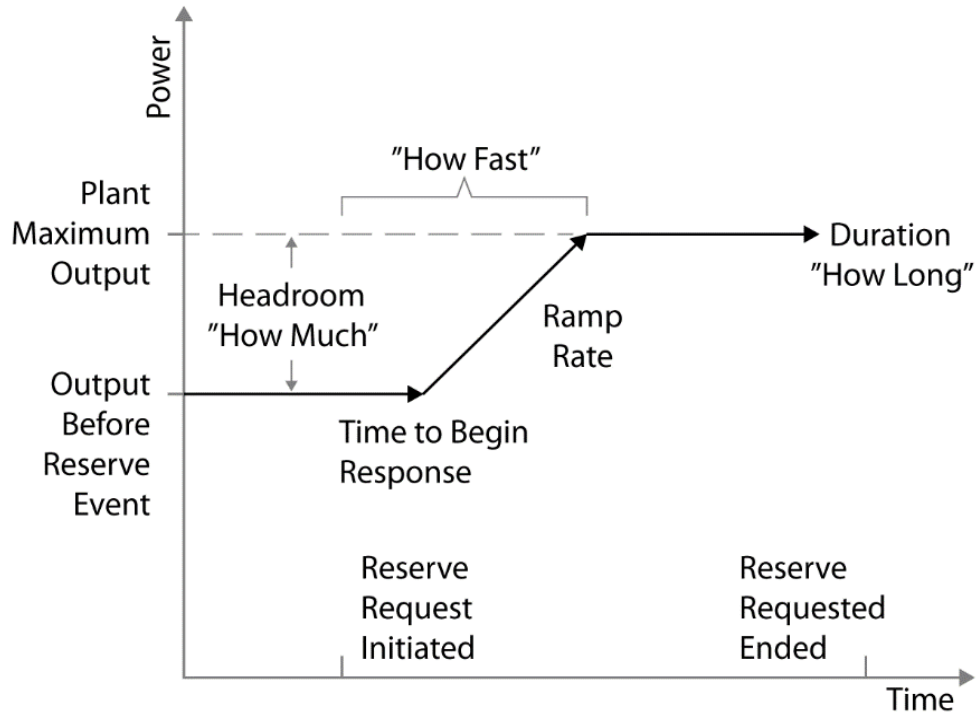 Power
"How Fast"
Plant
Maximum
Output
Headroom
"How Much"
Duration
"How Long"
Ramp
Rate
Output
Before
Reserve
Event
Time to Begin
Response
Reserve
Request
Initiated
Reserve
Requested
Ended
Time